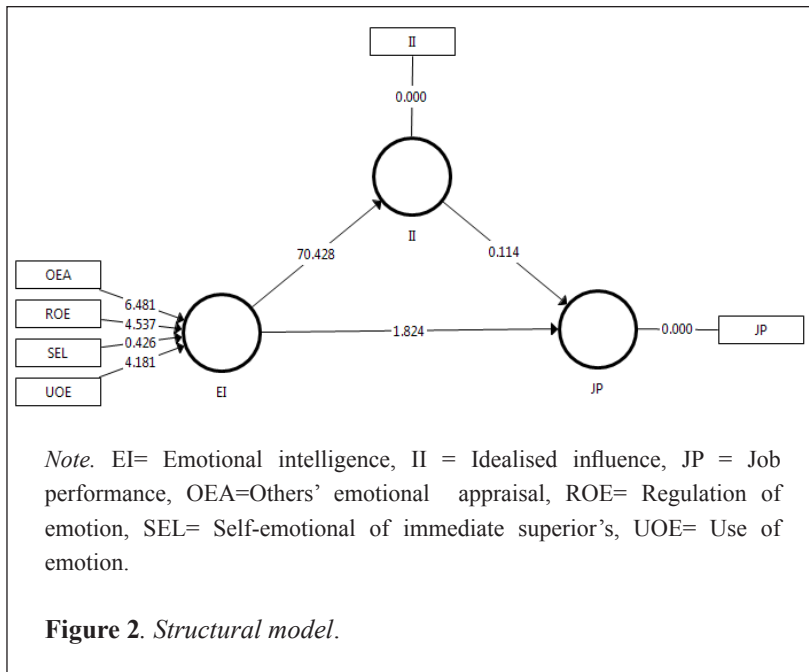 II
0.000
II
70.428
0.114
OEA
ROE
SEL
UOE
6.481
4.537
0.426
4.181
EI
1.824
JP
0.000
JP
Note. EI= Emotional intelligence, II = Idealised influence, JP = Job
performance, OEA=Others’ emotional appraisal, ROE= Regulation of
emotion, SEL= Self-emotional of immediate superior’s, UOE= Use of
emotion.
Figure 2. Structural model.